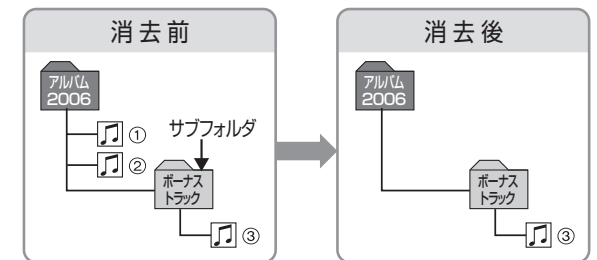 消去前
アルバム
2006
①
②
サブフォルダ
ボーナス
トラック
③
消去後
アルバム
2006
ボーナス
トラック
③